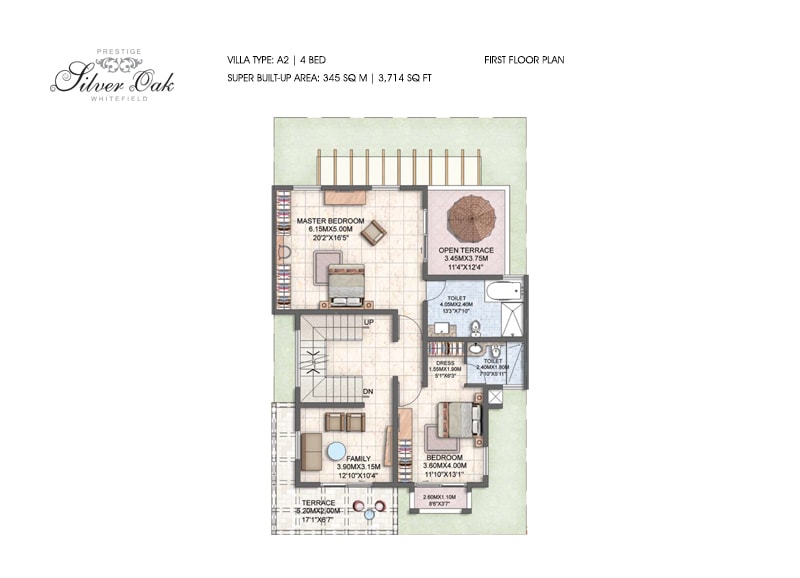 PRESTIGE
Silver Oak
WHITEFIELD
VILLA TYPE: A2 | 4 BED
SUPER BUILT-UP AREA: 345 SQ M | 3,714 SQ FT
FIRST FLOOR PLAN
MASTER BEDROOM
6.15MX5.00M
20'2"X16'5"
OPEN TERRACE
3.45MX3.75M
11'4"X12'4"
TOILET
4.05MX2.40M
13'3"X7'10"
UP
DRESS
1.55MX1.90M
5'1"X6'3"
TOILET
2.40MX1.80M
7'10"X5'11"
DN
FAMILY
3.90MX3.15M
12'10"X10'4"
BEDROOM
3.60MX4.00M
11'10"X13'1"
TERRACE
5.20MX2.00M
17'1"X6'7"
2.60MX1.10M
8'6"X3'7"